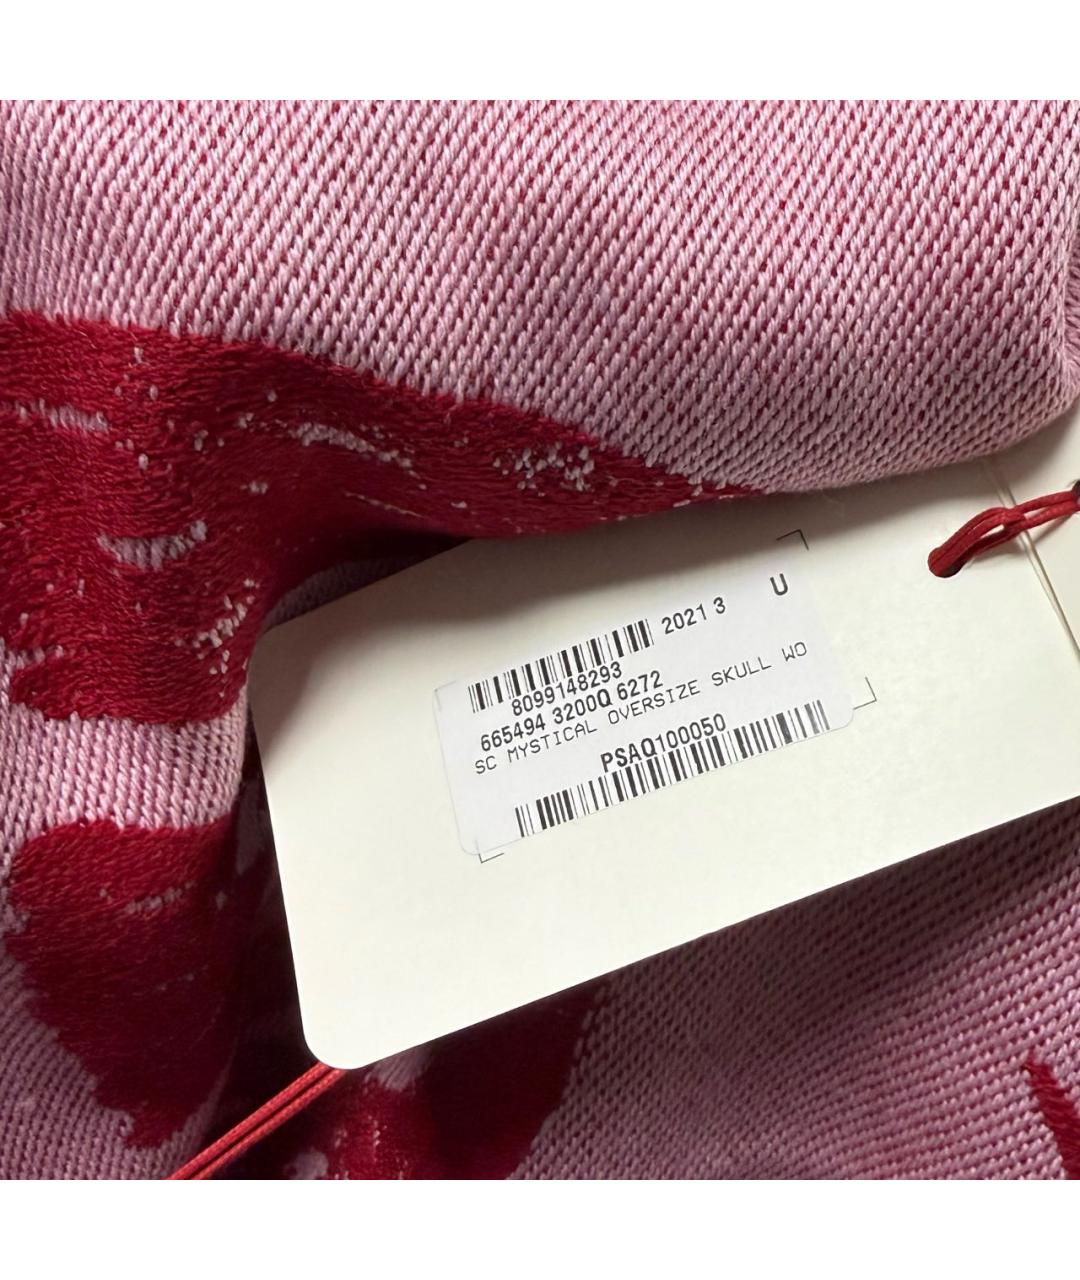 2021 3
U
8099148293
665494 3200Q 6272
SC MYSTICAL OVERSIZE SKULL WO
PSAQ100050